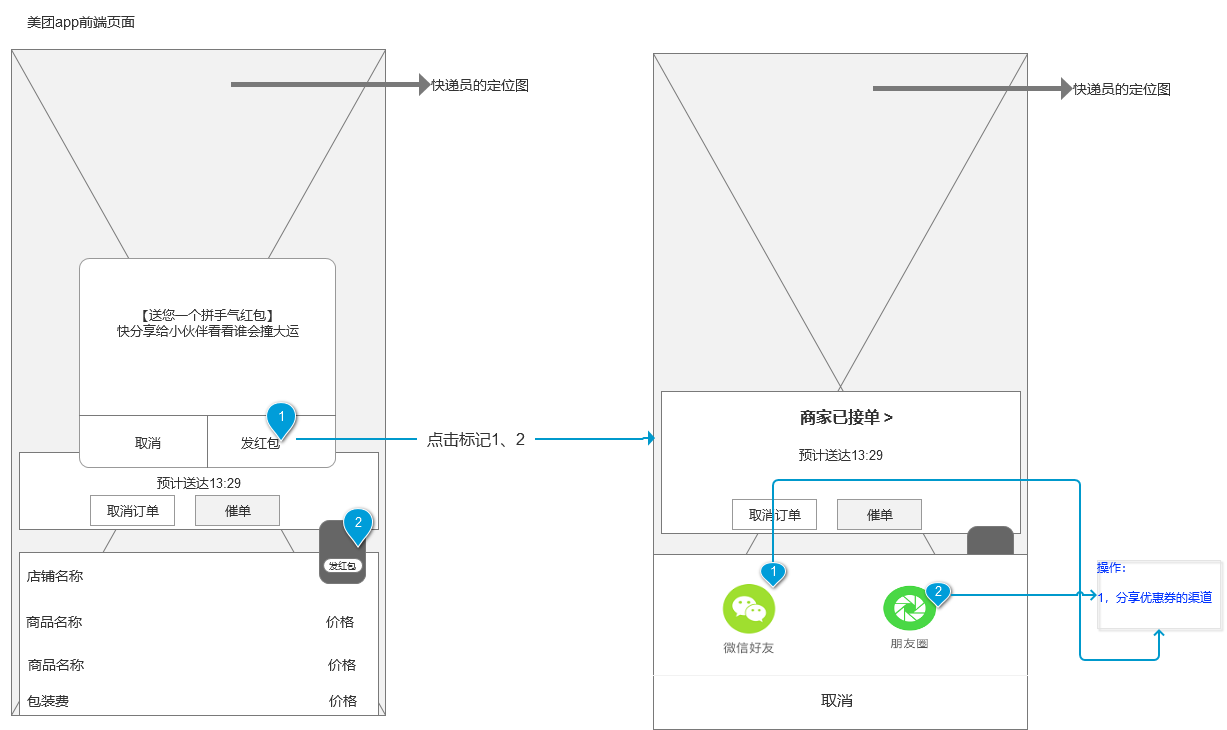 美团app前端页面
快递员的定位图
【送您一个拼手气红包】
快分享给小伙伴看看谁会撞大运
1
取消
发红包
预计送达13:29
取消订单
催单
2
发红包
店铺名称
商品名称
价格
商品名称
价格
包装费
价格
点击标记1、2
快递员的定位图
商家已接单 >
预计送达13:29
取消订单
催单
1
2
微信好友
朋友圈
取消
操作：
1，分享优惠券的渠道